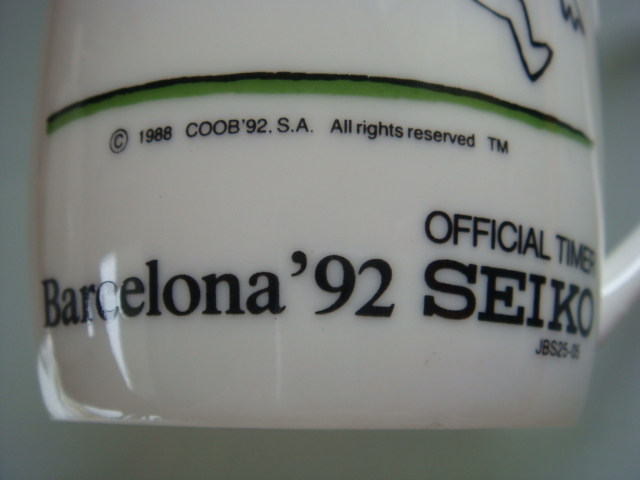 © 1988 COOB'92. S.A. All rights reserved TM
Barcelona '92
OFFICIAL TIMER
SEIKO
JBS25-05